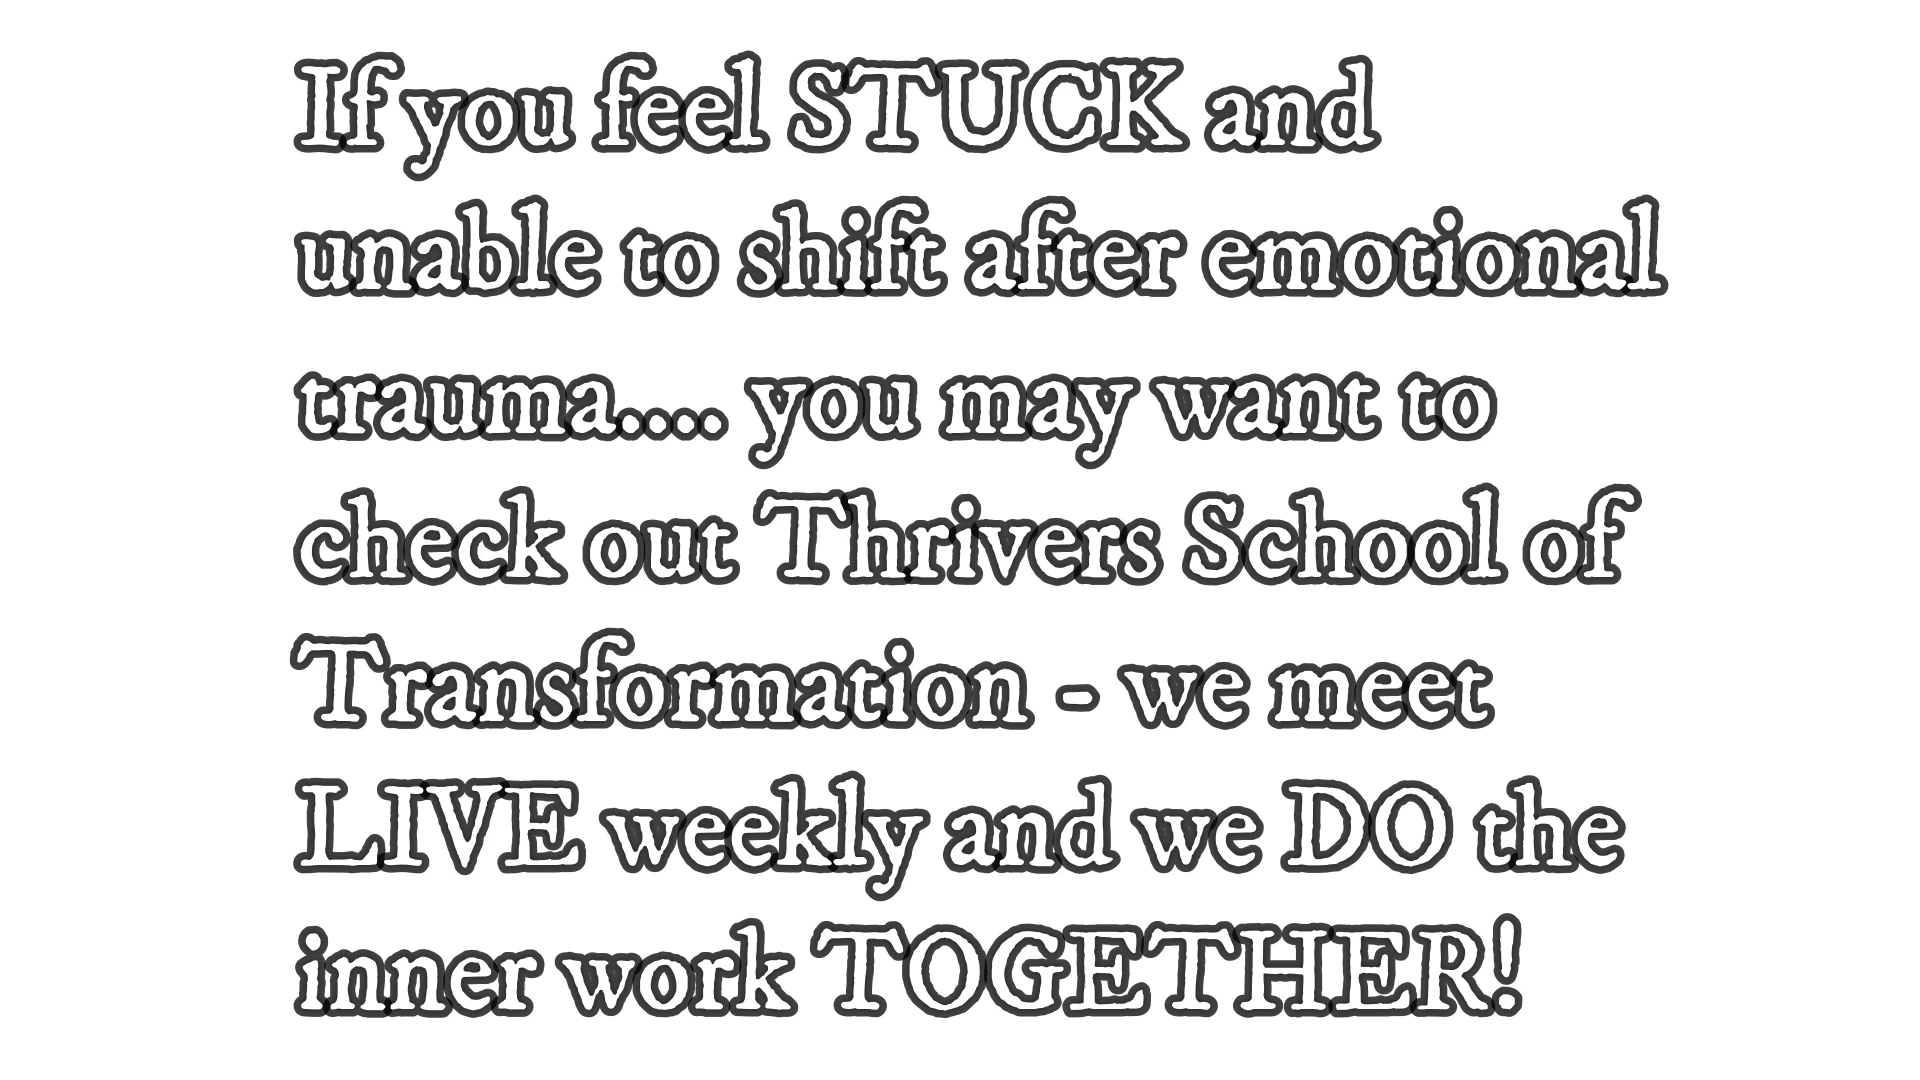 If you feel STUCK and
unable to shift after emotional
trauma.... you may want to
check out Thrivers School of
Transformation - we meet
LIVE weekly and we DO the
inner work TOGETHER!